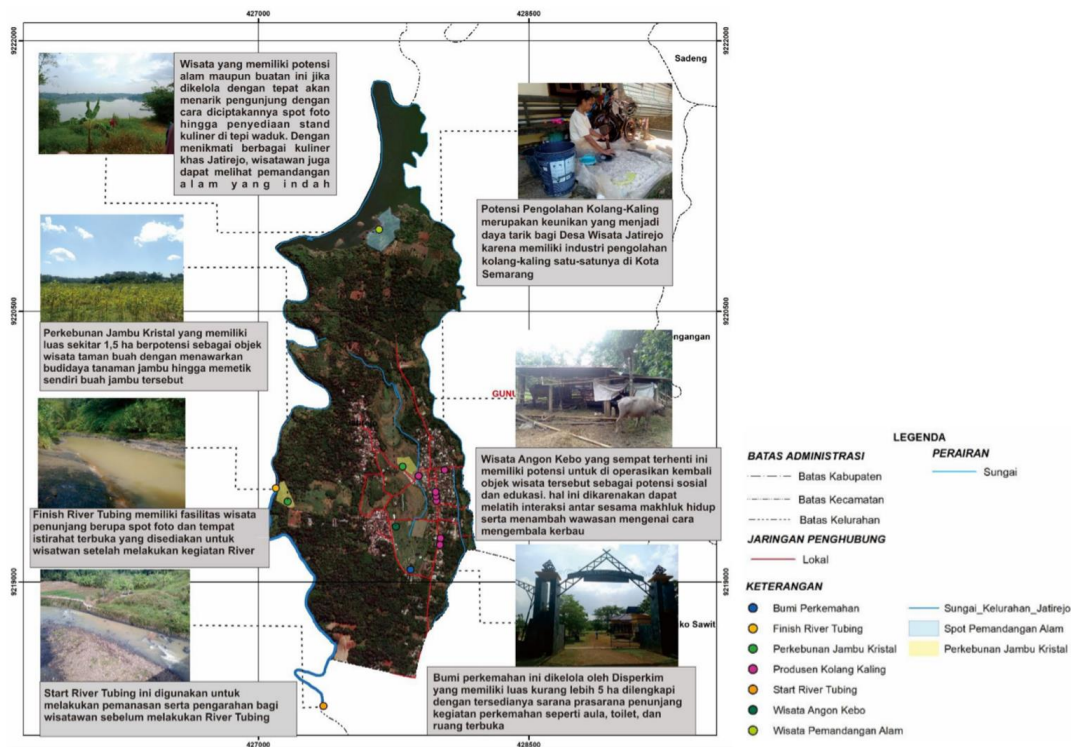 427000
428500
9222000
9222000
Sadeng
Wisata yang memiliki potensi
alam maupun buatan ini jika
dikelola dengan tepat akan
menarik pengunjung dengan
cara diciptakannya spot foto
hingga penyediaan stand
kuliner di tepi waduk. Dengan
menikmati berbagai kuliner
khas Jatirejo, wisatawan juga
dapat melihat pemandangan
alam yang indah
Potensi Pengolahan Kolang-Kaling
merupakan keunikan yang menjadi
daya tarik bagi Desa Wisata Jatirejo
karena memiliki industri pengolahan
kolang-kaling satu-satunya di Kota
Semarang
9220500
9220500
Perkebunan Jambu Kristal yang memiliki
luas sekitar 1,5 ha berpotensi sebagai objek
wisata taman buah dengan menawarkan
budidaya tanaman jambu hingga memetik
sendiri buah jambu tersebut
ngangan
GUNU
Wisata Angon Kebo yang sempat terhenti ini
memiliki potensi untuk di operasikan kembali
objek wisata tersebut sebagai potensi sosial
dan edukasi. hal ini dikarenakan dapat
melatih interaksi antar sesama makhluk hidup
serta menambah wawasan mengenai cara
mengembala kerbau
Finish River Tubing memiliki fasilitas wisata
penunjang berupa spot foto dan tempat
istirahat terbuka yang disediakan untuk
wisatwan setelah melakukan kegiatan River
9219000
9219000
ko Sawit
Start River Tubing ini digunakan untuk
melakukan pemanasan serta pengarahan bagi
wisatawan sebelum melakukan River Tubing
Bumi perkemahan ini dikelola oleh Disperkim
yang memiliki luas kurang lebih 5 ha dilengkapi
dengan tersedianya sarana prasarana penunjang
kegiatan perkemahan seperti aula, toilet, dan
ruang terbuka
427000
428500
LEGENDA
BATAS ADMINISTRASI
Batas Kabupaten
Batas Kecamatan
Batas Kelurahan
PERAIRAN
Sungai
JARINGAN PENGHUBUNG
Lokal
KETERANGAN
Bumi Perkemahan
Finish River Tubing
Perkebunan Jambu Kristal
Produsen Kolang Kaling
Start River Tubing
Wisata Angon Kebo
Wisata Pemandangan Alam
Sungai_Kelurahan_Jatirejo
Spot Pemandangan Alam
Perkebunan Jambu Kristal